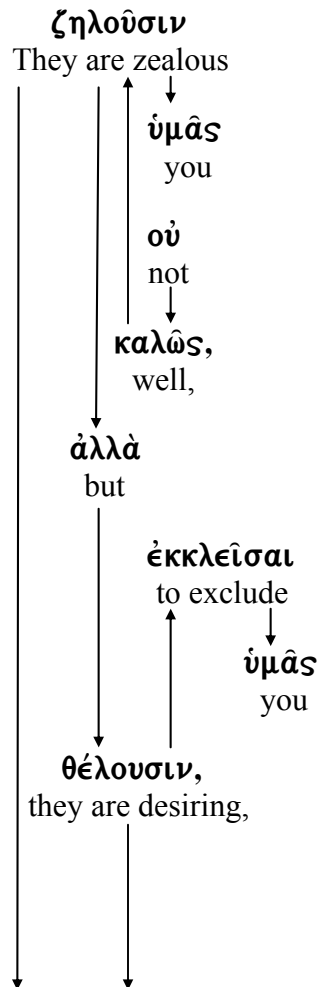 ζηλοῦσιν
They are zealous
ὑμᾶς
you
οὐ
not
καλῶς,
well,
ἀλλὰ
but
ἐκκλεῖσαι
to exclude
ὑμᾶς
you
θέλουσιν,
they are desiring,